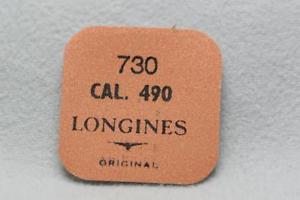 730
CAL. 490
LONGINES
ORIGINAL